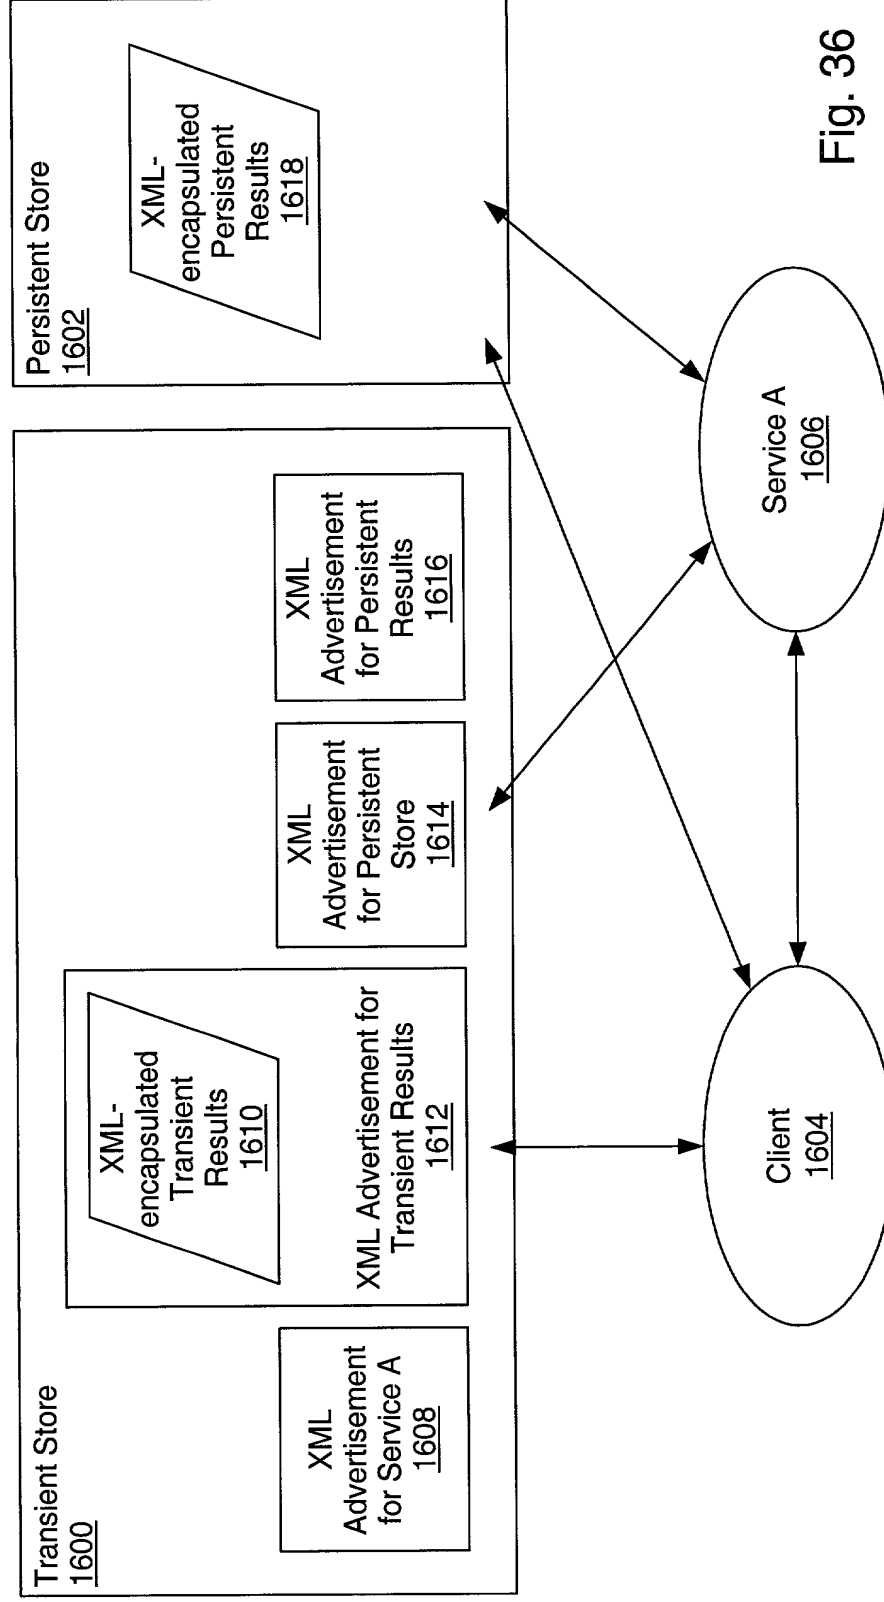 Transient Store
1600
XML
Advertisement
for Service A
1608
XML-
encapsulated
Transient
Results
1610
XML Advertisement for
Transient Results
1612
XML
Advertisement
for Persistent
Store
1614
XML
Advertisement
for Persistent
Results
1616
Persistent Store
1602
XML-
encapsulated
Persistent
Results
1618
Client
1604
Service A
1606
Fig. 36